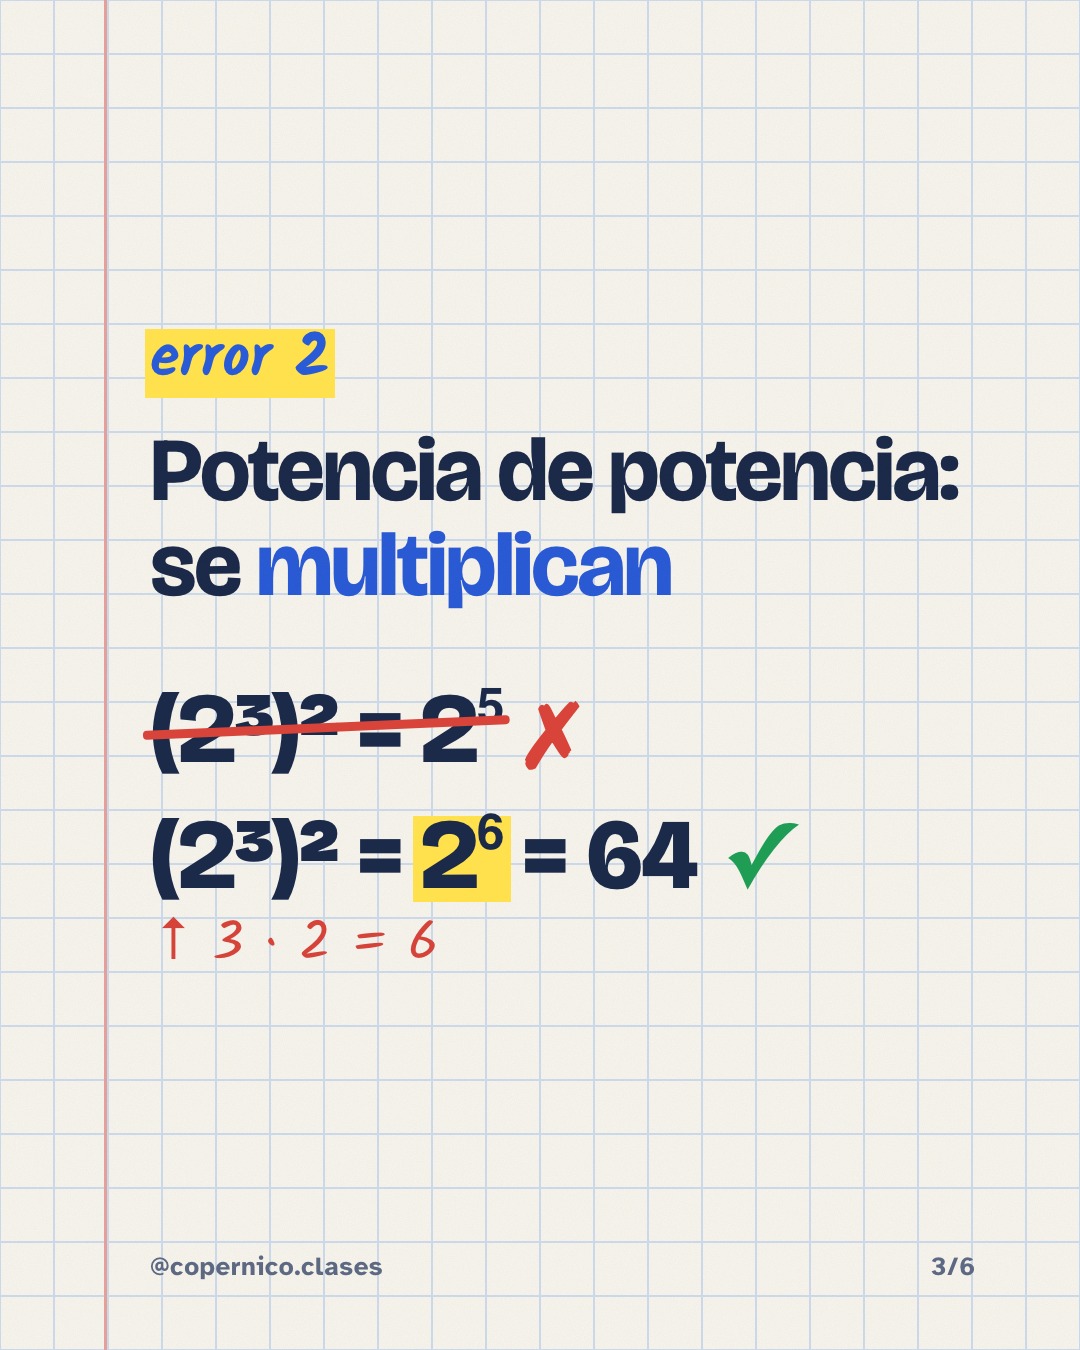 error 2
Potencia de potencia:
se multiplican
(2³)² = 2⁵ ✗
(2³)² = 2⁶ = 64 ✓
↑ 3 · 2 = 6
@copernico.clases
3/6